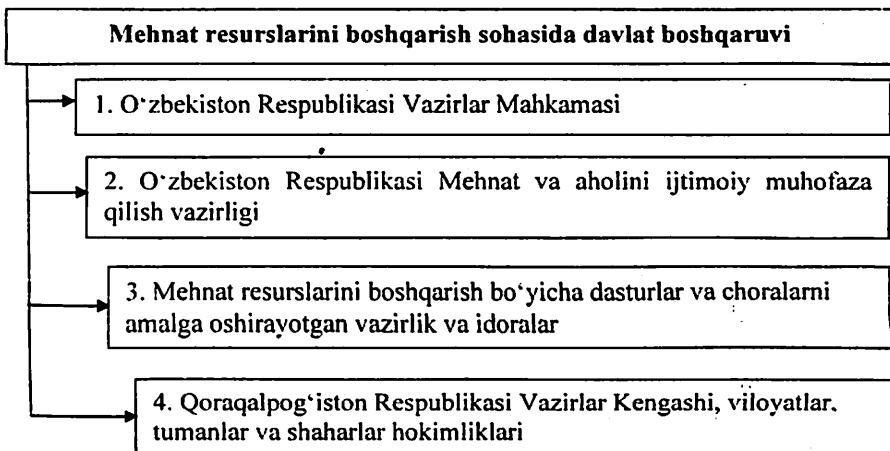 Mehnat resurslarini boshqarish sohasida davlat boshqaruvi
1. O‘zbekiston Respublikasi Vazirlar Mahkamasi
2. O‘zbekiston Respublikasi Mehnat va aholini ijtimoiy muhofaza
qilish vazirligi
3. Mehnat resurslarini boshqarish bo‘yicha dasturlar va choralarni
amalga oshirayotgan vazirlik va idoralar
4. Qoraqalpog‘iston Respublikasi Vazirlar Kengashi, viloyatlar.
tumanlar va shaharlar hokimliklari